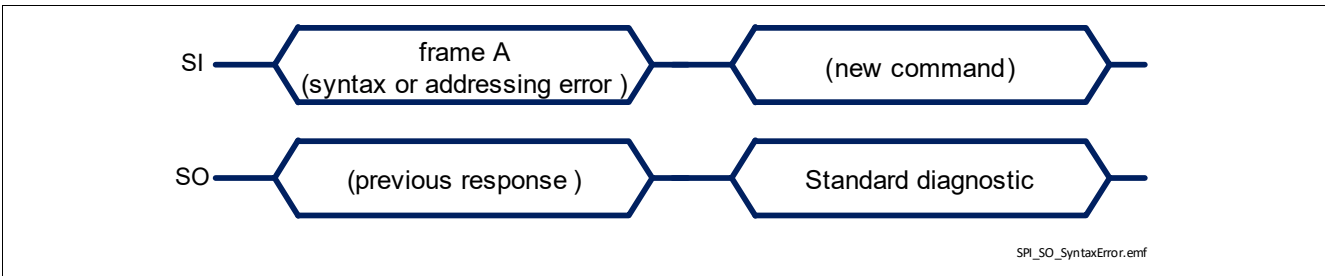 SI
frame A
(syntax or addressing error )
(new command)
SO
(previous response )
Standard diagnostic
SPI_SO_SyntaxError.emf